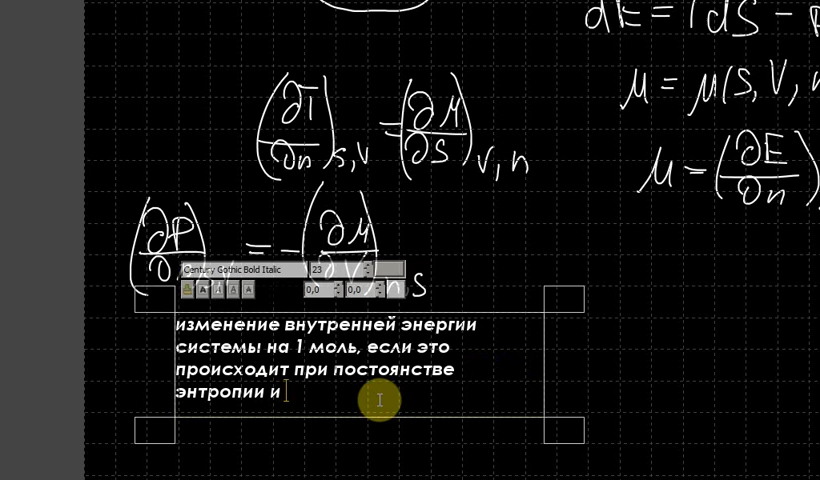 dE = TdS -
(∂T/∂n)S,V = (∂M/∂S)V,n
μ = μ(S, V, n
μ = (∂E/∂n)
(∂P = -(∂M/∂V)n,S
Century Gothic Bold Italic 23
A A A A 0,0 0,0
изменение внутренней энергии
системы на 1 моль, если это
происходит при постоянстве
энтропии и